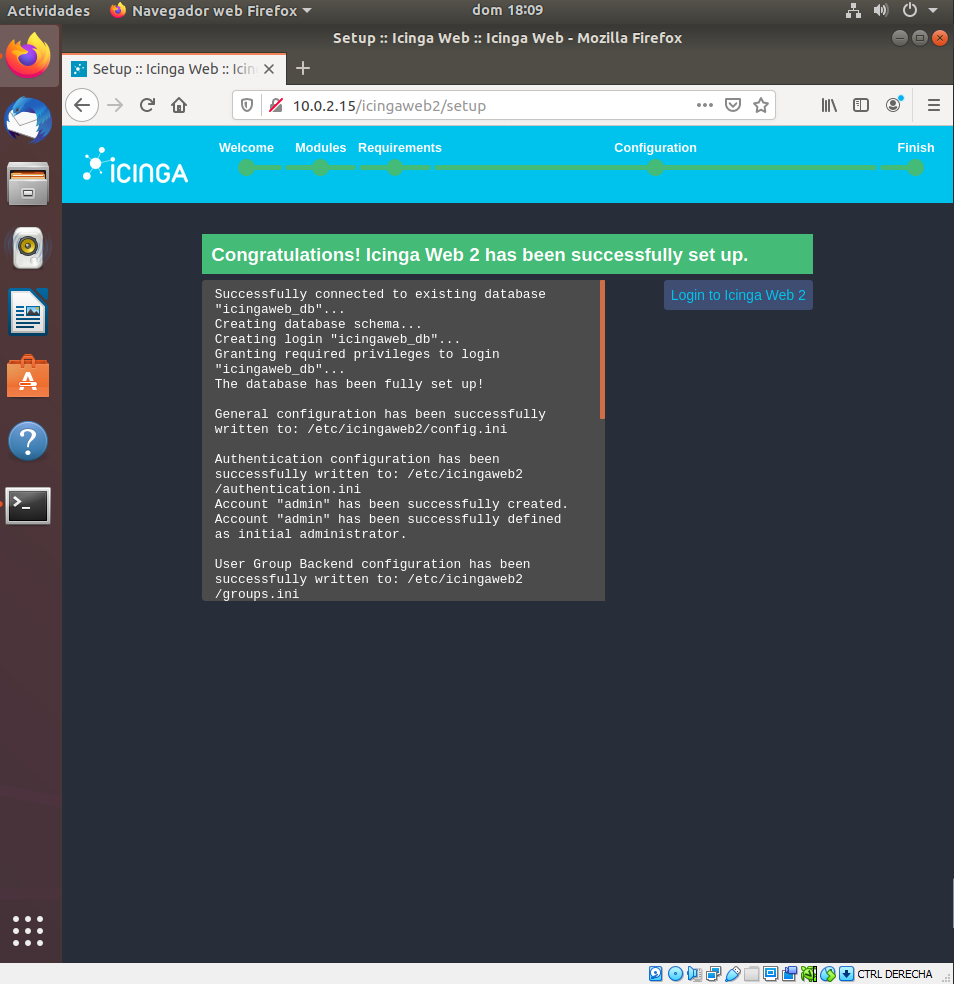 Actividades Navegador web Firefox dom 18:09
Setup :: Icinga Web :: Icinga Web - Mozilla Firefox
Setup :: Icinga Web :: Icin
10.0.2.15/icingaweb2/setup
icinga
Welcome Modules Requirements Configuration Finish
Congratulations! Icinga Web 2 has been successfully set up.
Login to Icinga Web 2
Successfully connected to existing database
"icingaweb_db"...
Creating database schema...
Creating login "icingaweb_db"...
Granting required privileges to login
"icingaweb_db"...
The database has been fully set up!
General configuration has been successfully
written to: /etc/icingaweb2/config.ini
Authentication configuration has been
successfully written to: /etc/icingaweb2
/authentication.ini
Account "admin" has been successfully created.
Account "admin" has been successfully defined
as initial administrator.
User Group Backend configuration has been
successfully written to: /etc/icingaweb2
/groups.ini
CTRL DERECHA